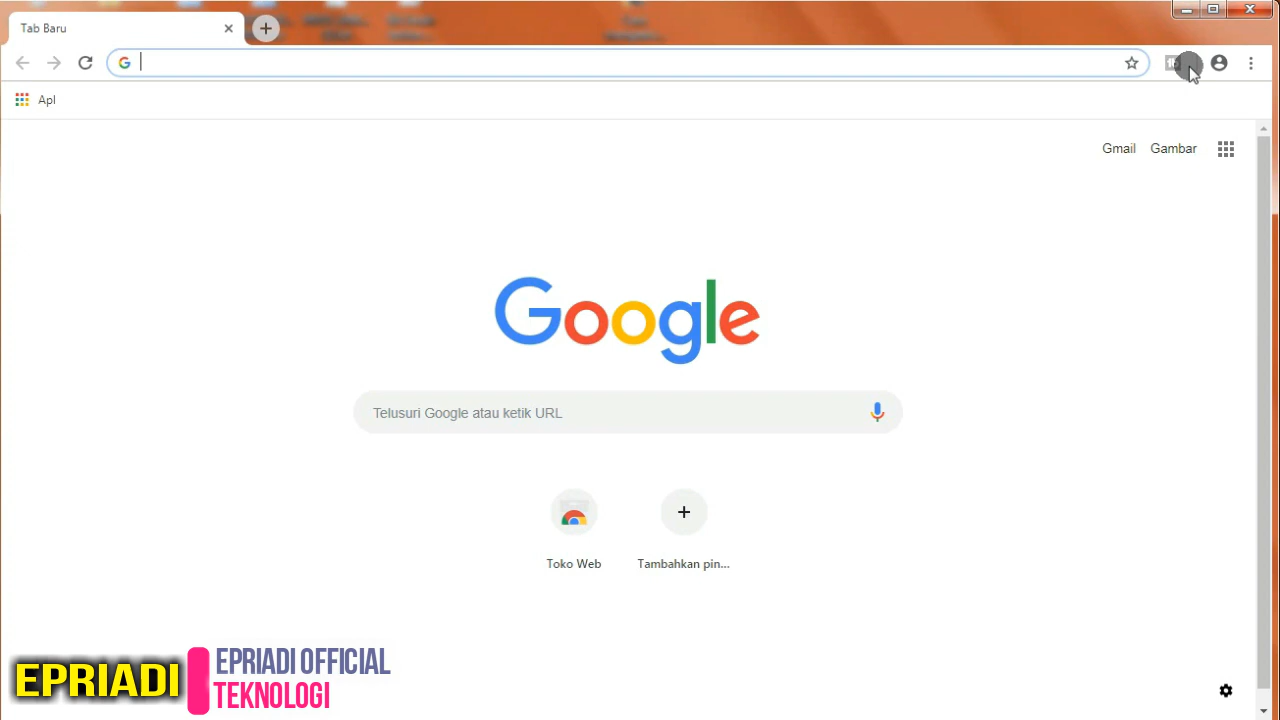 Tab Baru
Apl
Gmail Gambar
Google
Telusuri Google atau ketik URL
Toko Web Tambahkan pin...
EPRIADI
EPRIADI OFFICIAL
TEKNOLOGI